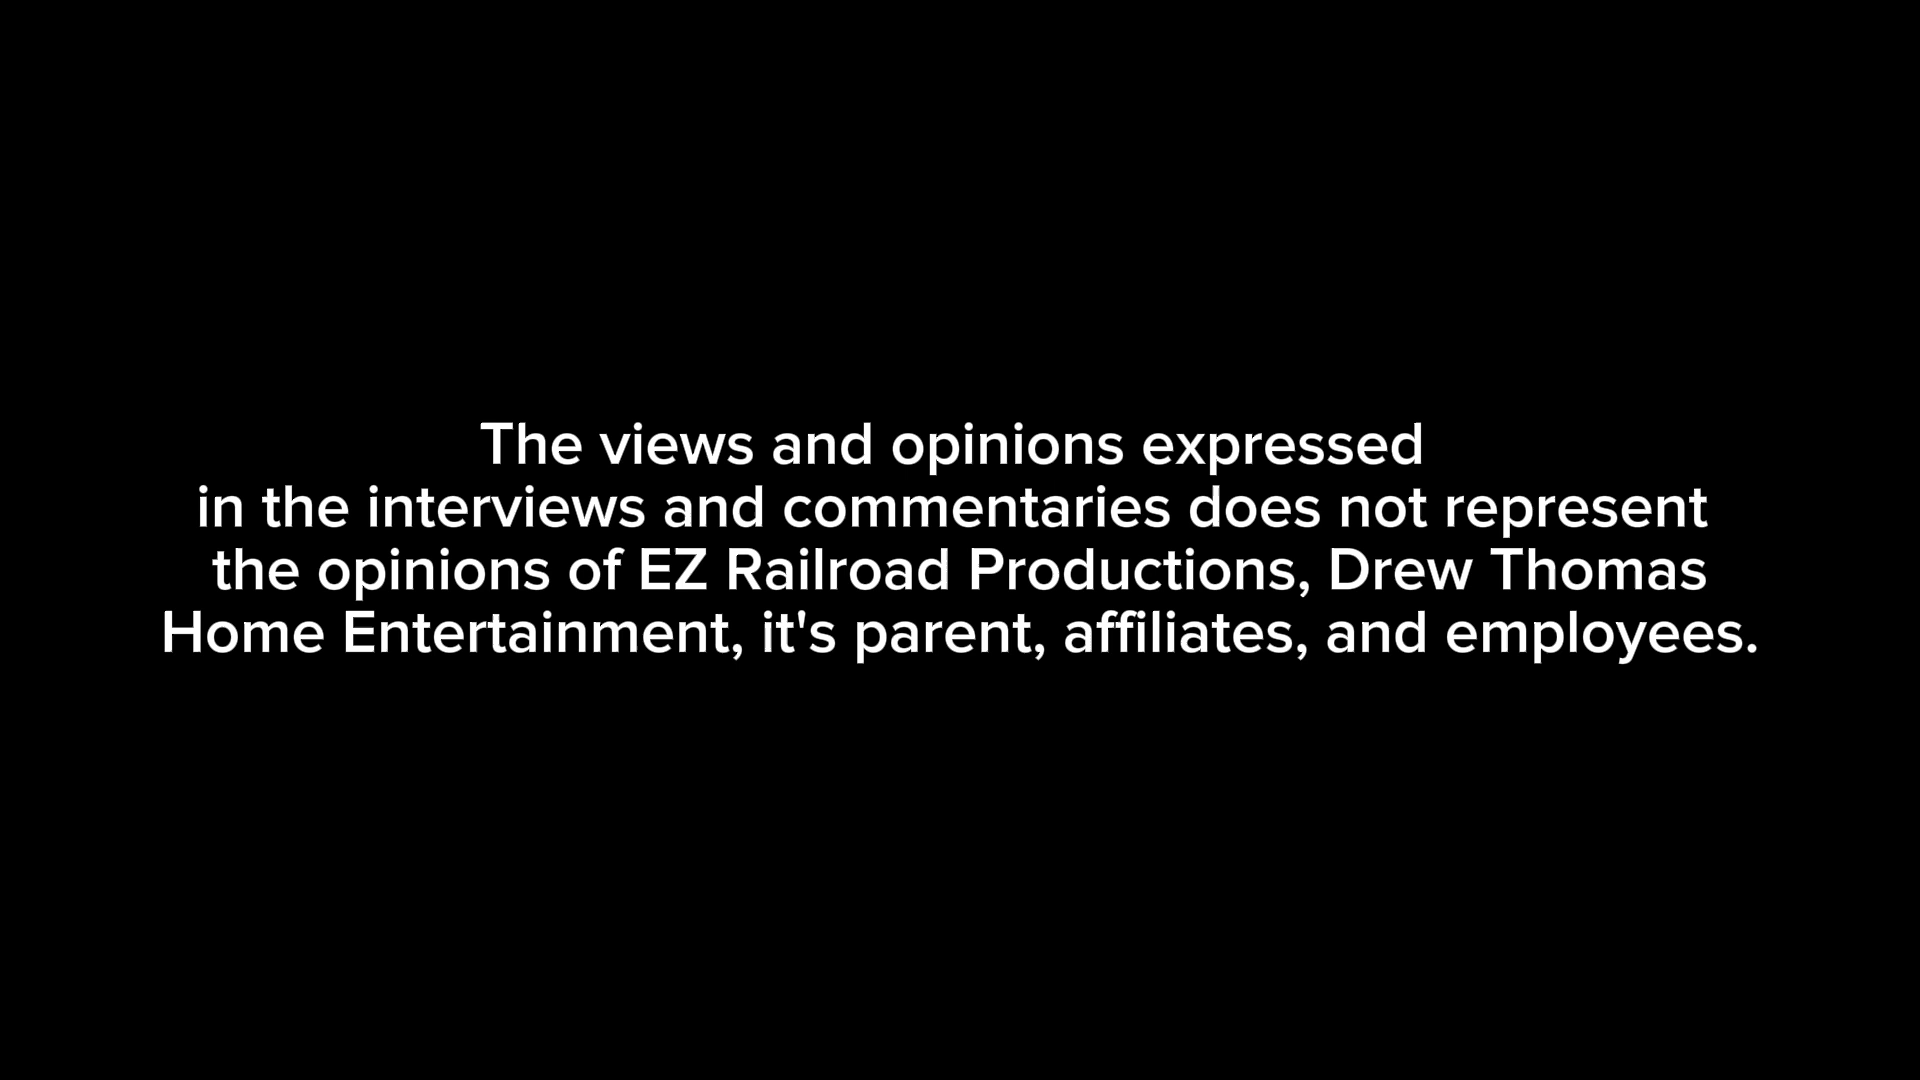 The views and opinions expressed
in the interviews and commentaries does not represent
the opinions of EZ Railroad Productions, Drew Thomas
Home Entertainment, it's parent, affiliates, and employees.